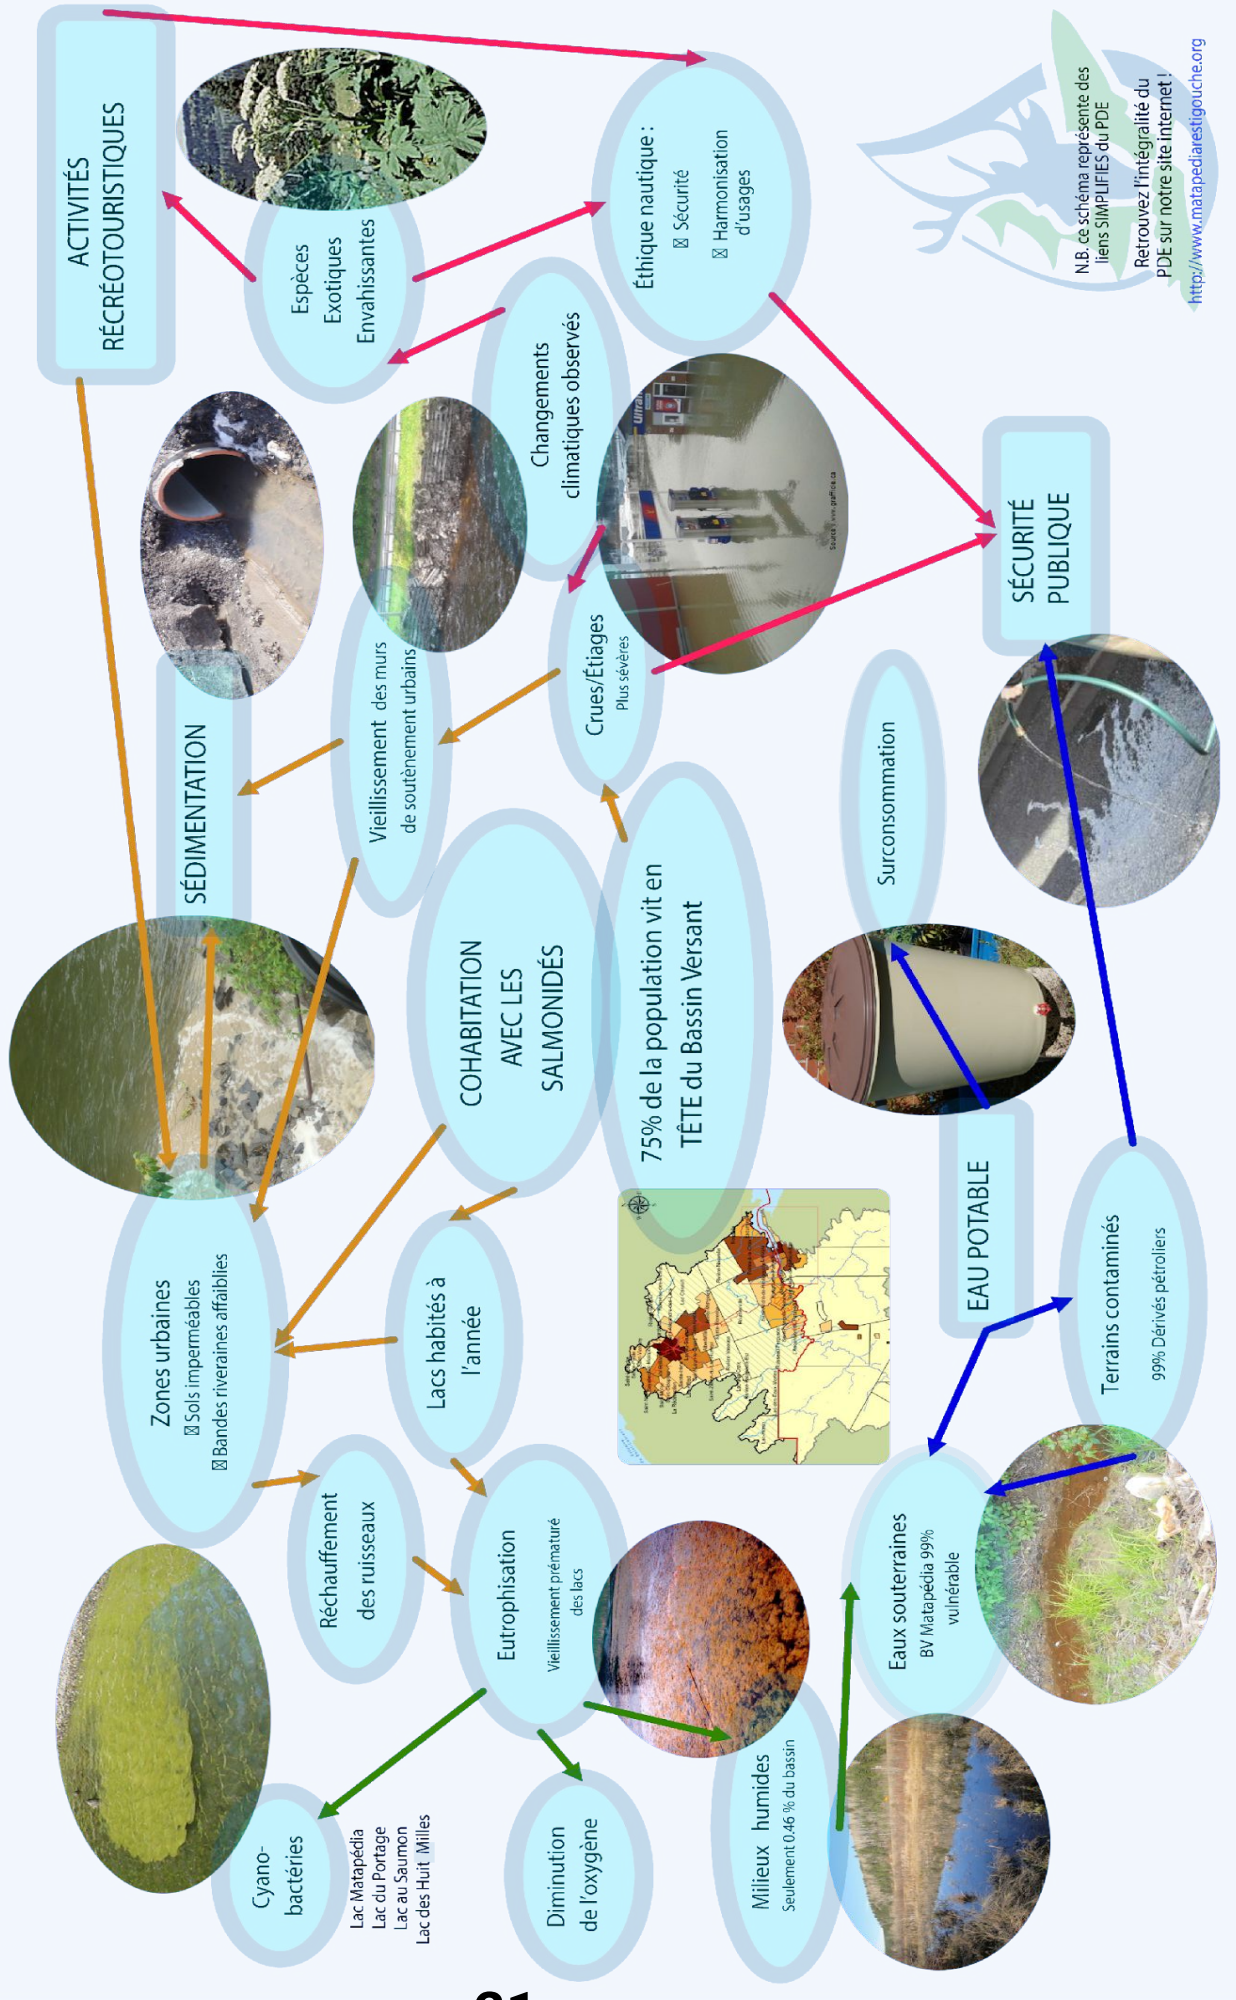 Cyano-
bactéries
Lac Matapédia
Lac du Portage
Lac au Saumon
Lac des Huit Milles
Réchauffement
des ruisseaux
Zones urbaines
Sols imperméables
Bandes riveraines affaiblies
SÉDIMENTATION
ACTIVITÉS
RÉCRÉOTOURISTIQUES
Espèces
Exotiques
Envahissantes
Diminution
de l'oxygène
Eutrophisation
Vieillissement prématuré
des lacs
Lacs habités à
l'année
COHABITATION
AVEC LES
SALMONIDÉS
Vieillissement des murs
de soutènement urbains
Crues/Étiages
Plus sévères
Changements
climatiques observés
Éthique nautique :
Sécurité
Harmonisation
d'usages
75% de la population vit en
TÊTE du Bassin Versant
Ultramar
Source : www.graffici.ca
Milieux humides
Seulement 0.46 % du bassin
Eaux souterraines
BV Matapédia 99%
vulnérable
EAU POTABLE
Surconsommation
SÉCURITÉ
PUBLIQUE
Terrains contaminés
99% Dérivés pétroliers
N.B. ce schéma représente des
liens SIMPLIFIES du PDE
Retrouvez l'intégralité du
PDE sur notre site internet !
http://www.matapediarestigouche.org